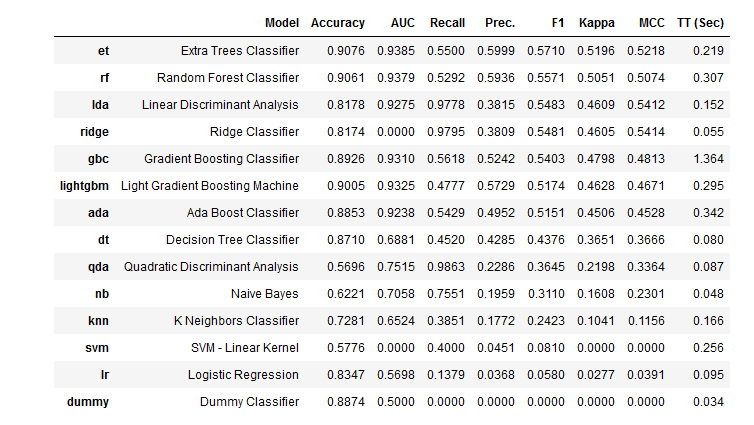 Model Accuracy AUC Recall Prec. F1 Kappa MCC TT (Sec)
et Extra Trees Classifier 0.9076 0.9385 0.5500 0.5999 0.5710 0.5196 0.5218 0.219
rf Random Forest Classifier 0.9061 0.9379 0.5292 0.5936 0.5571 0.5051 0.5074 0.307
lda Linear Discriminant Analysis 0.8178 0.9275 0.9778 0.3815 0.5483 0.4609 0.5412 0.152
ridge Ridge Classifier 0.8174 0.0000 0.9795 0.3809 0.5481 0.4605 0.5414 0.055
gbc Gradient Boosting Classifier 0.8926 0.9310 0.5618 0.5242 0.5403 0.4798 0.4813 1.364
lightgbm Light Gradient Boosting Machine 0.9005 0.9325 0.4777 0.5729 0.5174 0.4628 0.4671 0.295
ada Ada Boost Classifier 0.8853 0.9238 0.5429 0.4952 0.5151 0.4506 0.4528 0.342
dt Decision Tree Classifier 0.8710 0.6881 0.4520 0.4285 0.4376 0.3651 0.3666 0.080
qda Quadratic Discriminant Analysis 0.5696 0.7515 0.9863 0.2286 0.3645 0.2198 0.3364 0.087
nb Naive Bayes 0.6221 0.7058 0.7551 0.1959 0.3110 0.1608 0.2301 0.048
knn K Neighbors Classifier 0.7281 0.6524 0.3851 0.1772 0.2423 0.1041 0.1156 0.166
svm SVM - Linear Kernel 0.5776 0.0000 0.4000 0.0451 0.0810 0.0000 0.0000 0.256
lr Logistic Regression 0.8347 0.5698 0.1379 0.0368 0.0580 0.0277 0.0391 0.095
dummy Dummy Classifier 0.8874 0.5000 0.0000 0.0000 0.0000 0.0000 0.0000 0.034